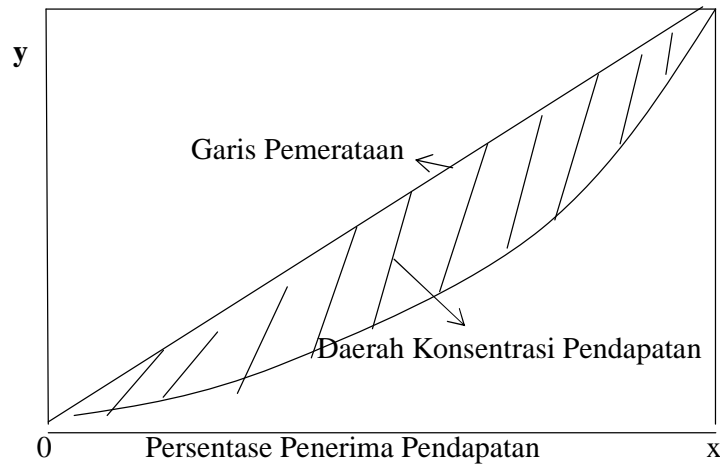 y
Garis Pemerataan
Daerah Konsentrasi Pendapatan
0 Persentase Penerima Pendapatan x